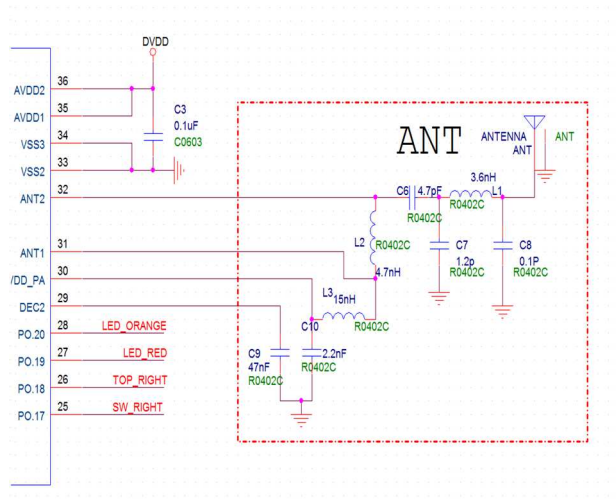 DVDD
AVDD2
36
AVDD1
35
VSS3
34
VSS2
33
ANT2
32
ANT1
31
/DD_PA
30
DEC2
29
PO.20
28
LED_ORANGE
PO.19
27
LED_RED
PO.18
26
TOP_RIGHT
PO.17
25
SW_RIGHT
C3
0.1uF
C0603
ANT
ANTENNA
ANT
ANT
C6
4.7pF
R0402C
3.6nH
L1
R0402C
L2
R0402C
4.7nH
C7
1.2p
R0402C
C8
0.1P
R0402C
L3
15nH
R0402C
C10
2.2nF
R0402C
C9
47nF
R0402C